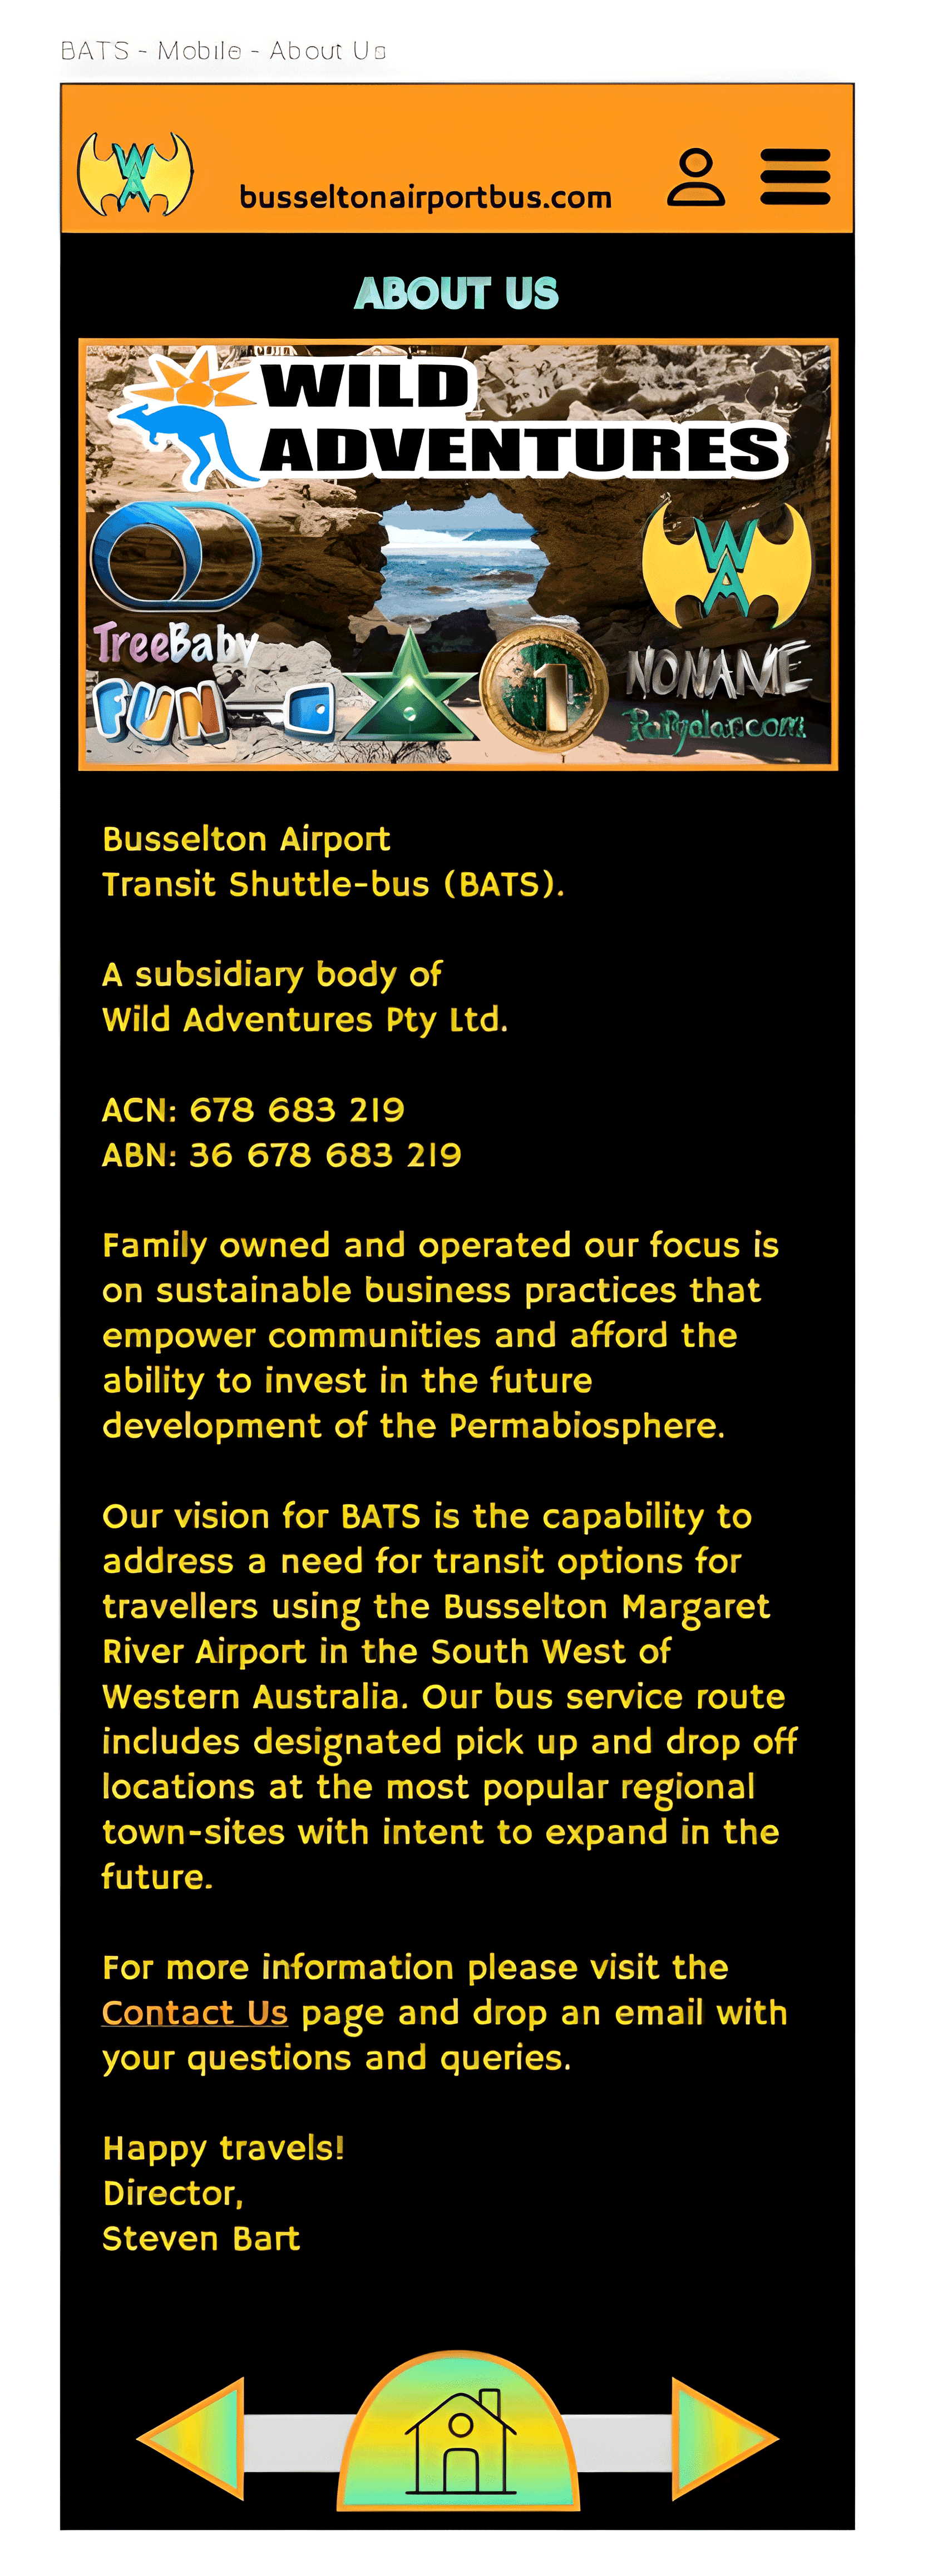 BATS - Mobile - About Us
WA
busseltonairportbus.com
ABOUT US
WILD
ADVENTURES
WA
TreeBaby
NONAME
FUN
1
Busselton Airport
Transit Shuttle-bus (BATS).
A subsidiary body of
Wild Adventures Pty Ltd.
ACN: 678 683 219
ABN: 36 678 683 219
Family owned and operated our focus is
on sustainable business practices that
empower communities and afford the
ability to invest in the future
development of the Permabiosphere.
Our vision for BATS is the capability to
address a need for transit options for
travellers using the Busselton Margaret
River Airport in the South West of
Western Australia. Our bus service route
includes designated pick up and drop off
locations at the most popular regional
town-sites with intent to expand in the
future.
For more information please visit the
Contact Us page and drop an email with
your questions and queries.
Happy travels!
Director,
Steven Bart